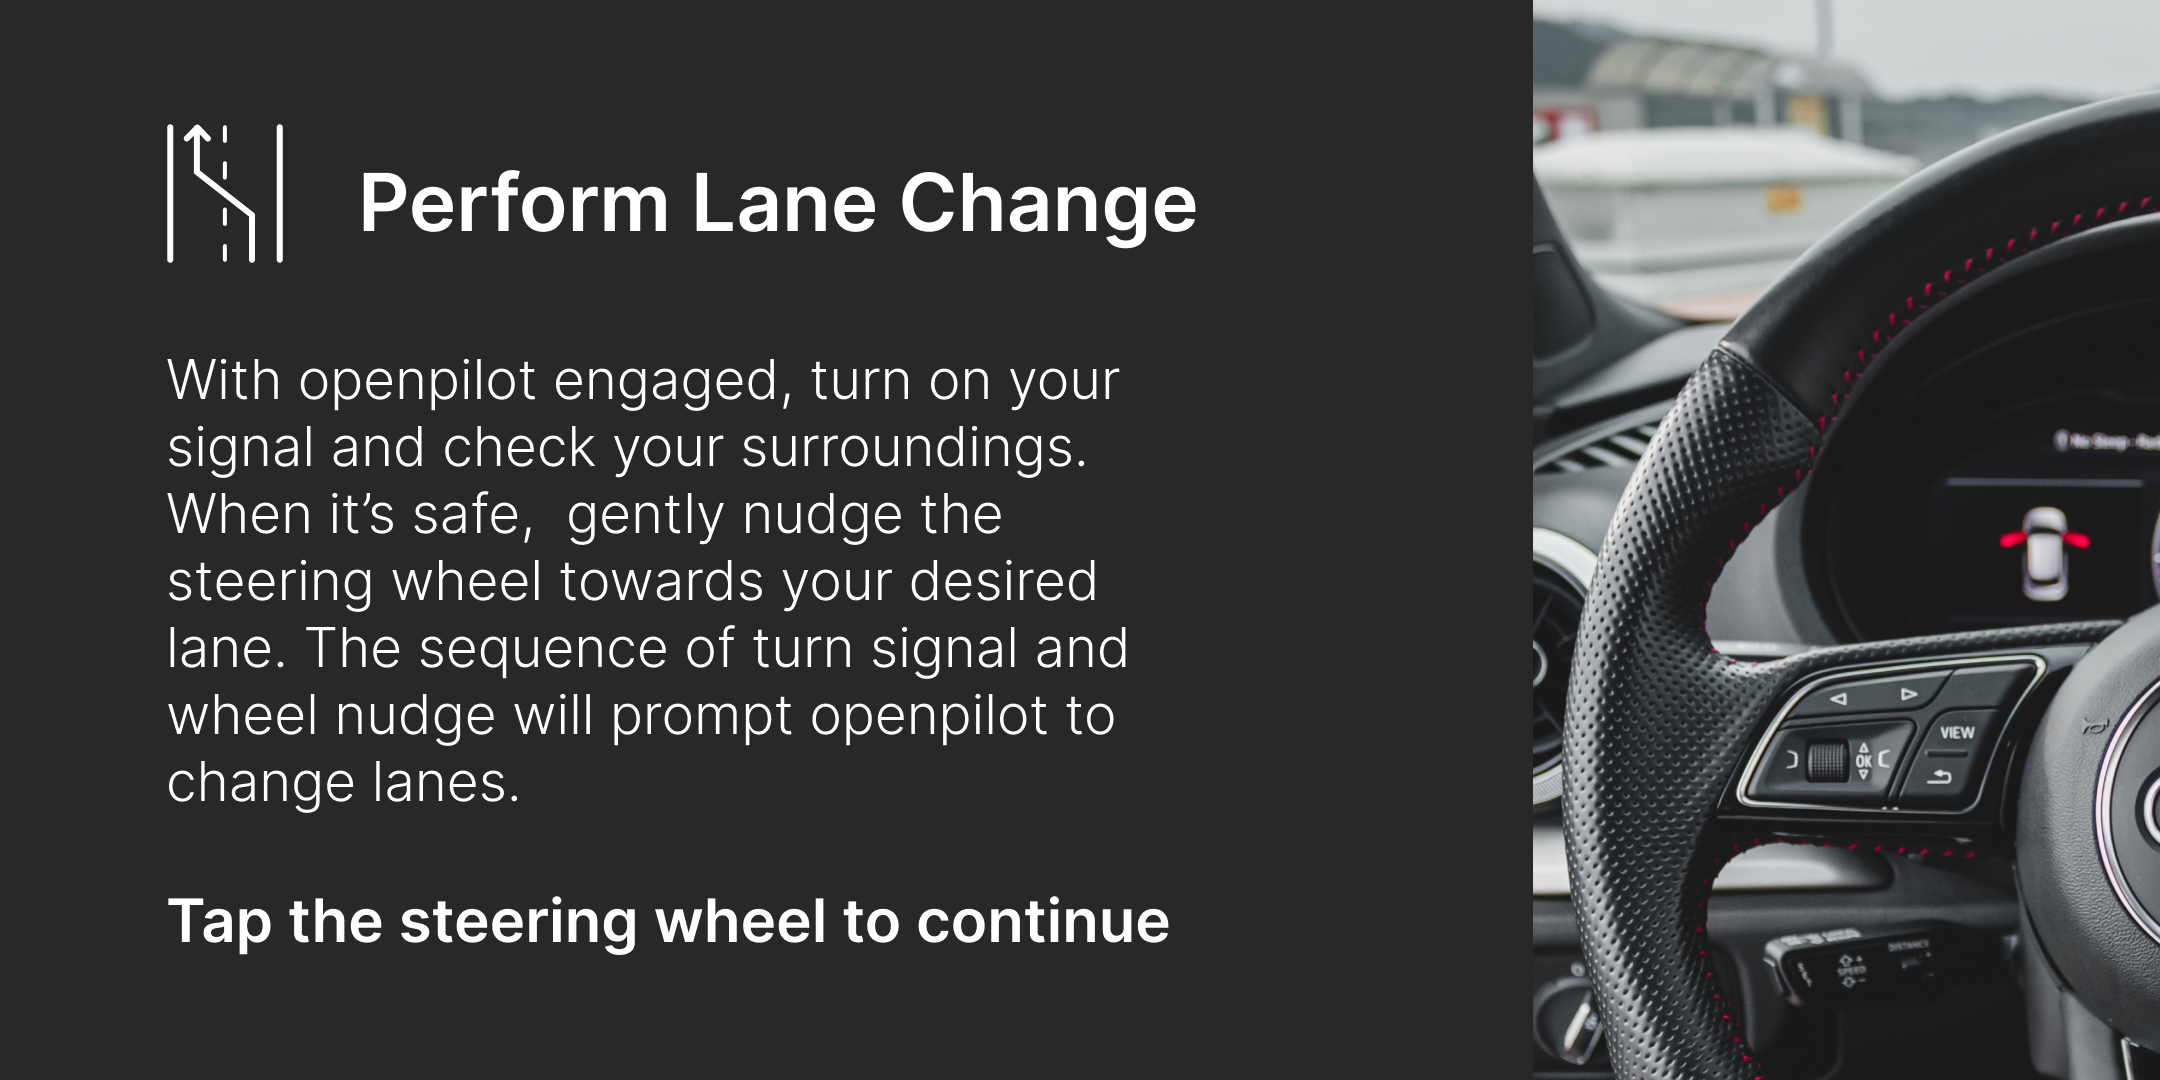 Perform Lane Change
With openpilot engaged, turn on your
signal and check your surroundings.
When it’s safe,  gently nudge the
steering wheel towards your desired
lane. The sequence of turn signal and
wheel nudge will prompt openpilot to
change lanes.
Tap the steering wheel to continue
VIEW
OK
DISTANCE
SPEED